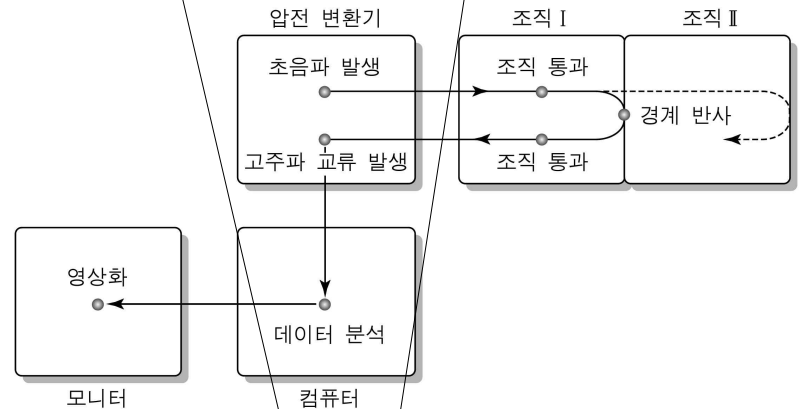 압전 변환기
조직 Ⅰ
조직 Ⅱ
초음파 발생
조직 통과
경계 반사
고주파 교류 발생
조직 통과
영상화
데이터 분석
모니터
컴퓨터